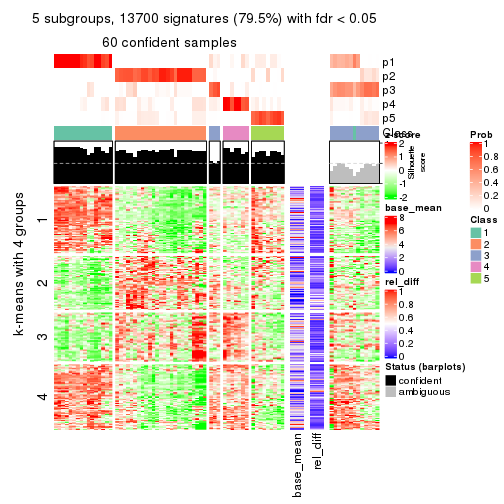 5 subgroups, 13700 signatures (79.5%) with fdr < 0.05
60 confident samples
p1
p2
p3
p4
p5
Class
z-score
2
1
0
-1
-2
Silhouette
score
Prob
1
0.8
0.6
0.4
0.2
0
base_mean
8
6
4
2
0
Class
1
2
3
4
5
rel_diff
1
0.8
0.6
0.4
0.2
0
Status (barplots)
confident
ambiguous
k-means with 4 groups
1
2
3
4
base_mean
rel_diff